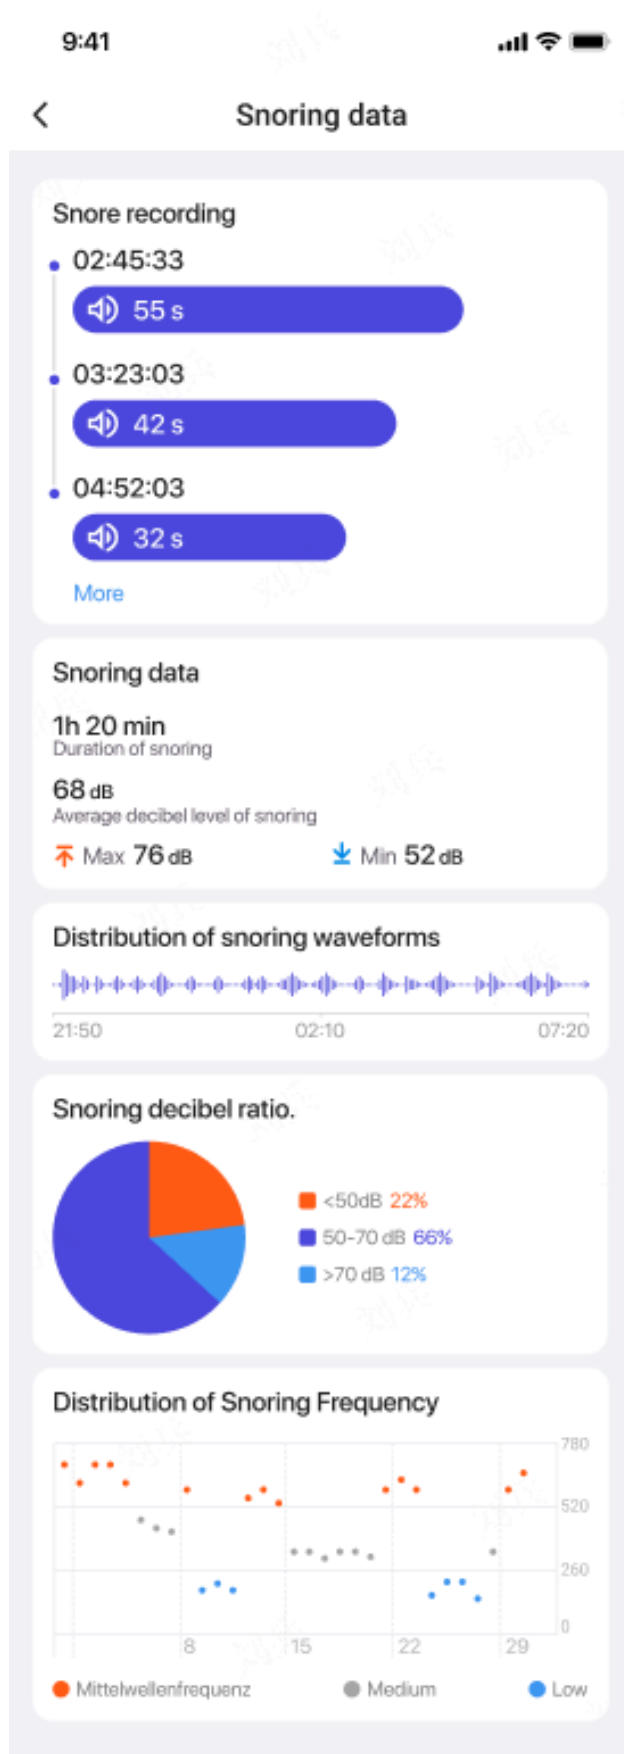 9:41
Snoring data
Snore recording
02:45:33
55 s
03:23:03
42 s
04:52:03
32 s
More
Snoring data
1h 20 min
Duration of snoring
68 dB
Average decibel level of snoring
Max 76 dB Min 52 dB
Distribution of snoring waveforms
21:50 02:10 07:20
Snoring decibel ratio.
<50dB 22%
50-70 dB 66%
>70 dB 12%
Distribution of Snoring Frequency
780
520
260
0
8 15 22 29
Mittelwellenfrequenz Medium Low